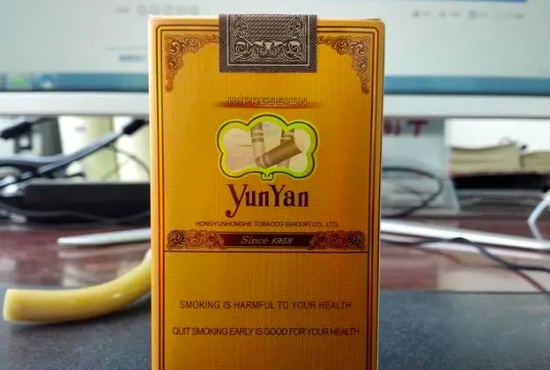 IMPRESSION
YunYan
HONGYUNHONGHE TOBACCO (GROUP) CO., LTD.
Since 1958
SMOKING IS HARMFUL TO YOUR HEALTH
QUIT SMOKING EARLY IS GOOD FOR YOUR HEALTH